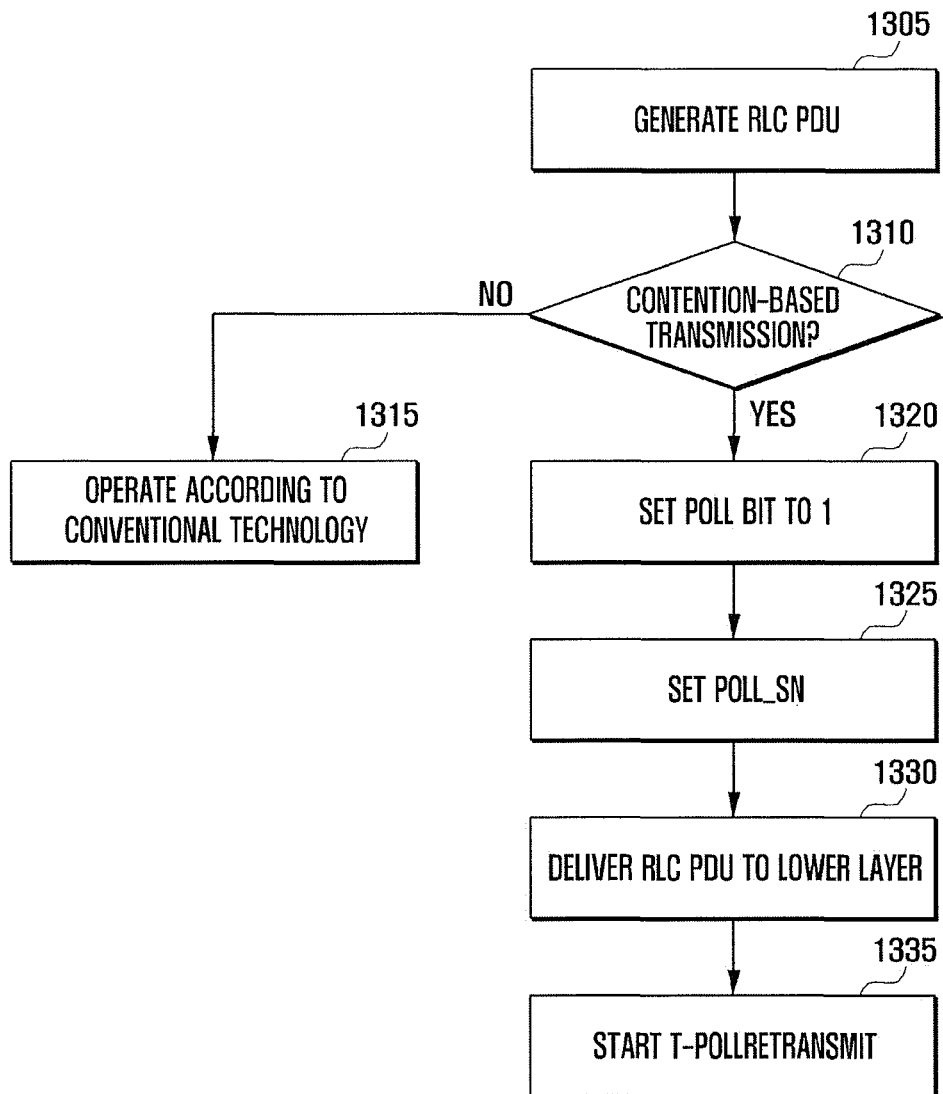 1305
GENERATE RLC PDU
1310
CONTENTION-BASED
TRANSMISSION?
NO
YES
1315
OPERATE ACCORDING TO
CONVENTIONAL TECHNOLOGY
1320
SET POLL BIT TO 1
1325
SET POLL_SN
1330
DELIVER RLC PDU TO LOWER LAYER
1335
START T-POLLRETRANSMIT